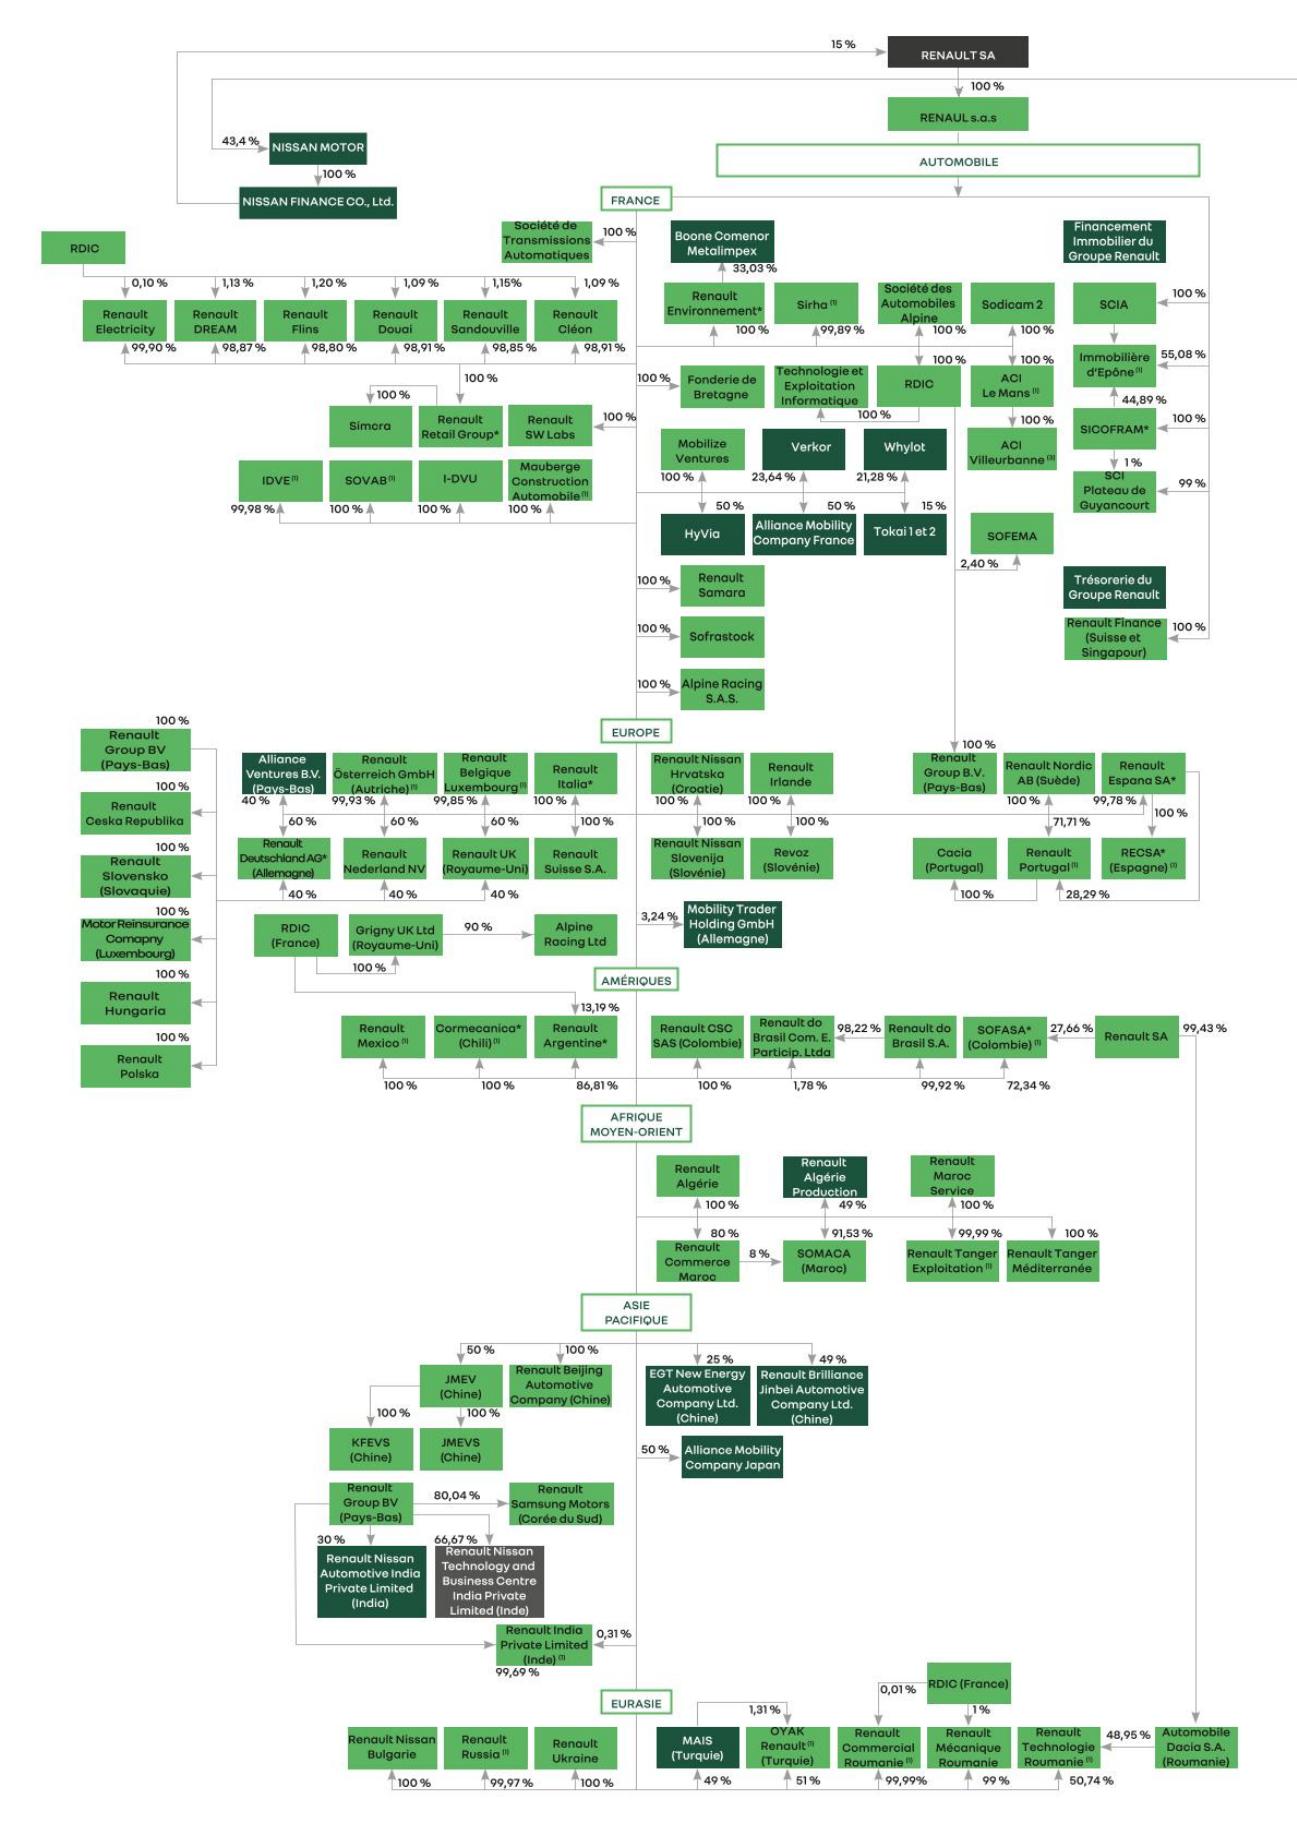 15 %
RENAULT SA
100 %
RENAUL s.a.s
43,4 %
NISSAN MOTOR
AUTOMOBILE
100 %
NISSAN FINANCE CO., Ltd.
FRANCE
RDIC
Société de
Transmissions
Automatiques
100 %
Boone Comenor
Metalimpex
33,03 %
Financement
Immobilier du
Groupe Renault
0,10 %
1,13 %
1,20 %
1,09 %
1,15%
1,09 %
Renault
Electricity
Renault
DREAM
Renault
Flins
Renault
Douai
Renault
Sandouville
Renault
Cléon
99,90 %
98,87 %
98,80 %
98,91 %
98,85 %
98,91 %
Renault
Environnement*
Sirha (1)
Société des
Automobiles
Alpine
Sodicam 2
SCIA
100 %
100 %
99,89 %
100 %
100 %
100 %
Simcra
100 %
Renault
Retail Group*
Renault
SW Labs
100 %
100 %
Fonderie de
Bretagne
Technologie et
Exploitation
Informatique
100 %
RDIC
100 %
100 %
ACI
Le Mans (1)
100 %
ACI
Villeurbanne (3)
Immobilière
d'Epône (1)
55,08 %
44,89 %
SICOFRAM*
100 %
1 %
SCI
Plateau de
Guyancourt
99 %
IDVE (1)
SOVAB (1)
I-DVU
Mauberge
Construction
Automobile (1)
99,98 %
100 %
100 %
100 %
Mobilize
Ventures
Verkor
Whylot
100 %
23,64 %
21,28 %
50 %
50 %
15 %
HyVia
Alliance Mobility
Company France
Tokai 1 et 2
SOFEMA
2,40 %
100 %
Renault
Samara
100 %
Sofrastock
100 %
Alpine Racing
S.A.S.
Trésorerie du
Groupe Renault
Renault Finance
(Suisse et
Singapour)
100 %
EUROPE
100 %
Renault
Group BV
(Pays-Bas)
100 %
Renault
Ceska Republika
100 %
Renault
Slovensko
(Slovaquie)
100 %
Motor Reinsurance
Comapny
(Luxembourg)
100 %
Renault
Hungaria
100 %
Renault
Polska
Alliance
Ventures B.V.
(Pays-Bas)
Renault
Österreich GmbH
(Autriche) (1)
Renault
Belgique
Luxembourg (1)
Renault
Italia*
Renault Nissan
Hrvatska
(Croatie)
Renault
Irlande
100 %
Renault
Group B.V.
(Pays-Bas)
Renault Nordic
AB (Suède)
Renault
Espana SA*
40 %
99,93 %
99,85 %
100 %
100 %
100 %
100 %
99,78 %
60 %
60 %
60 %
100 %
100 %
100 %
71,71 %
100 %
Renault
Deutschland AG*
(Allemagne)
Renault
Nederland NV
Renault UK
(Royaume-Uni)
Renault
Suisse S.A.
Renault Nissan
Slovenija
(Slovénie)
Revoz
(Slovénie)
Cacia
(Portugal)
Renault
Portugal (1)
RECSA*
(Espagne) (1)
40 %
40 %
40 %
100 %
28,29 %
RDIC
(France)
Grigny UK Ltd
(Royaume-Uni)
90 %
Alpine
Racing Ltd
100 %
3,24 %
Mobility Trader
Holding GmbH
(Allemagne)
AMÉRIQUES
13,19 %
Renault
Mexico (1)
Cormecanica*
(Chili) (1)
Renault
Argentine*
Renault CSC
SAS (Colombie)
Renault do
Brasil Com. E.
Particip. Ltda
98,22 %
Renault do
Brasil S.A.
SOFASA*
(Colombie) (1)
27,66 %
Renault SA
99,43 %
100 %
100 %
86,81 %
100 %
1,78 %
99,92 %
72,34 %
AFRIQUE
MOYEN-ORIENT
Renault
Algérie
Renault
Algérie
Production
Renault
Maroc
Service
100 %
49 %
100 %
80 %
91,53 %
99,99 %
100 %
Renault
Commerce
Maroc
8 %
SOMACA
(Maroc)
Renault Tanger
Exploitation (1)
Renault Tanger
Méditerranée
ASIE
PACIFIQUE
50 %
100 %
25 %
49 %
JMEV
(Chine)
Renault Beijing
Automotive
Company (Chine)
EGT New Energy
Automotive
Company Ltd.
(Chine)
Renault Brilliance
Jinbei Automotive
Company Ltd.
(Chine)
100 %
100 %
KFEVS
(Chine)
JMEVS
(Chine)
50 %
Alliance Mobility
Company Japan
Renault
Group BV
(Pays-Bas)
80,04 %
Renault
Samsung Motors
(Corée du Sud)
30 %
66,67 %
Renault Nissan
Automotive India
Private Limited
(India)
Renault Nissan
Technology and
Business Centre
India Private
Limited (Inde)
Renault India
Private Limited
(Inde) (1)
0,31 %
99,69 %
EURASIE
RDIC (France)
0,01 %
1 %
1,31 %
Renault Nissan
Bulgarie
Renault
Russia (1)
Renault
Ukraine
MAIS
(Turquie)
OYAK
Renault (1)
(Turquie)
Renault
Commercial
Roumanie (1)
Renault
Mécanique
Roumanie
Renault
Technologie
Roumanie (1)
48,95 %
Automobile
Dacia S.A.
(Roumanie)
100 %
99,97 %
100 %
49 %
51 %
99,99%
99 %
50,74 %